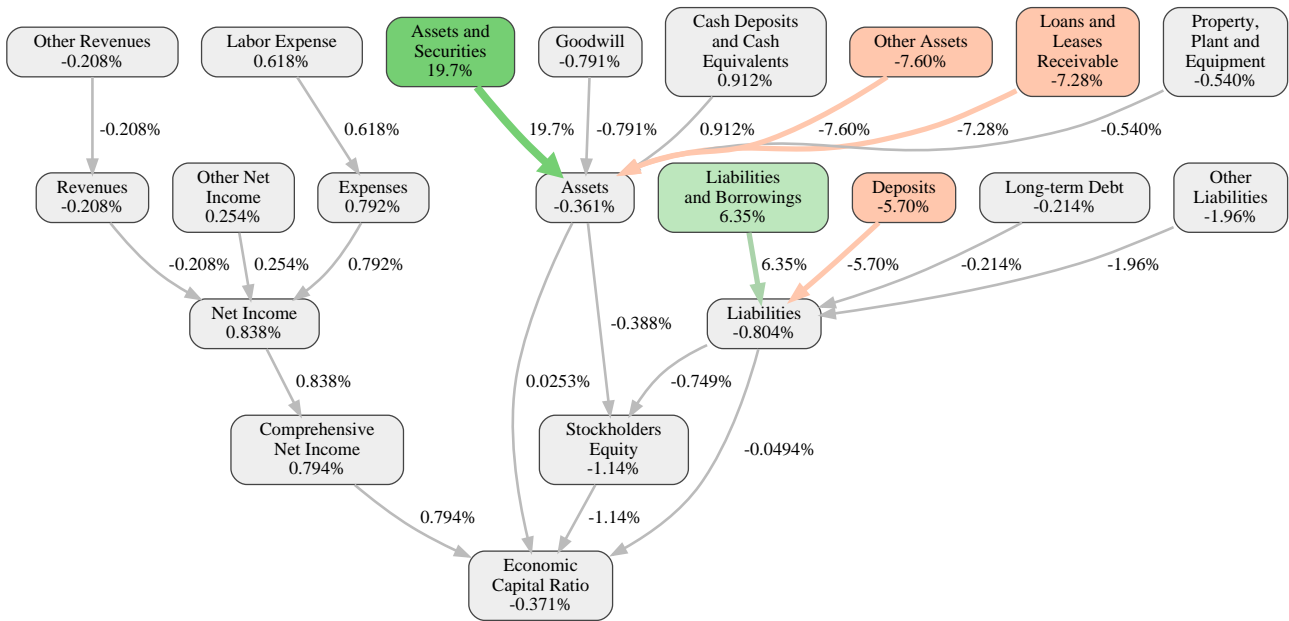 Other Revenues
-0.208%
Labor Expense
0.618%
Assets and
Securities
19.7%
Goodwill
-0.791%
Cash Deposits
and Cash
Equivalents
0.912%
Other Assets
-7.60%
Loans and
Leases
Receivable
-7.28%
Property,
Plant and
Equipment
-0.540%
-0.208%
0.618%
19.7%
-0.791%
0.912%
-7.60%
-7.28%
-0.540%
Revenues
-0.208%
Other Net
Income
0.254%
Expenses
0.792%
Assets
-0.361%
Liabilities
and Borrowings
6.35%
Deposits
-5.70%
Long-term Debt
-0.214%
Other
Liabilities
-1.96%
-0.208%
0.254%
0.792%
6.35%
-5.70%
-0.214%
-1.96%
Net Income
0.838%
-0.388%
Liabilities
-0.804%
0.838%
0.0253%
-0.749%
Comprehensive
Net Income
0.794%
Stockholders
Equity
-1.14%
-0.0494%
0.794%
-1.14%
Economic
Capital Ratio
-0.371%